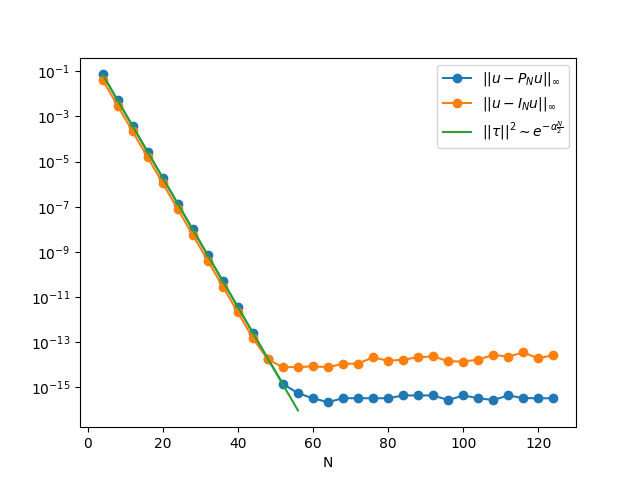 10⁻¹
10⁻³
10⁻⁵
10⁻⁷
10⁻⁹
10⁻¹¹
10⁻¹³
10⁻¹⁵
||u − P_N u||_∞
||u − I_N u||_∞
||τ||² ~ e^{−α\frac{N}{2}}
0 20 40 60 80 100 120
N